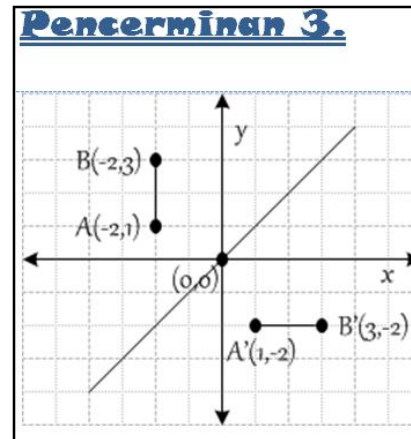 Pencerminan 3.
y
B(-2,3)
A(-2,1)
(0,0)
x
B'(3,-2)
A'(1,-2)